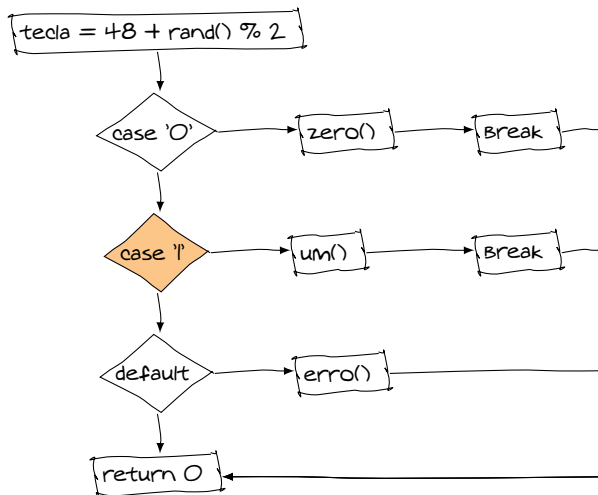 tecla = 48 + rand() % 2
case '0'
zero()
Break
case '1'
um()
Break
default
erro()
return 0